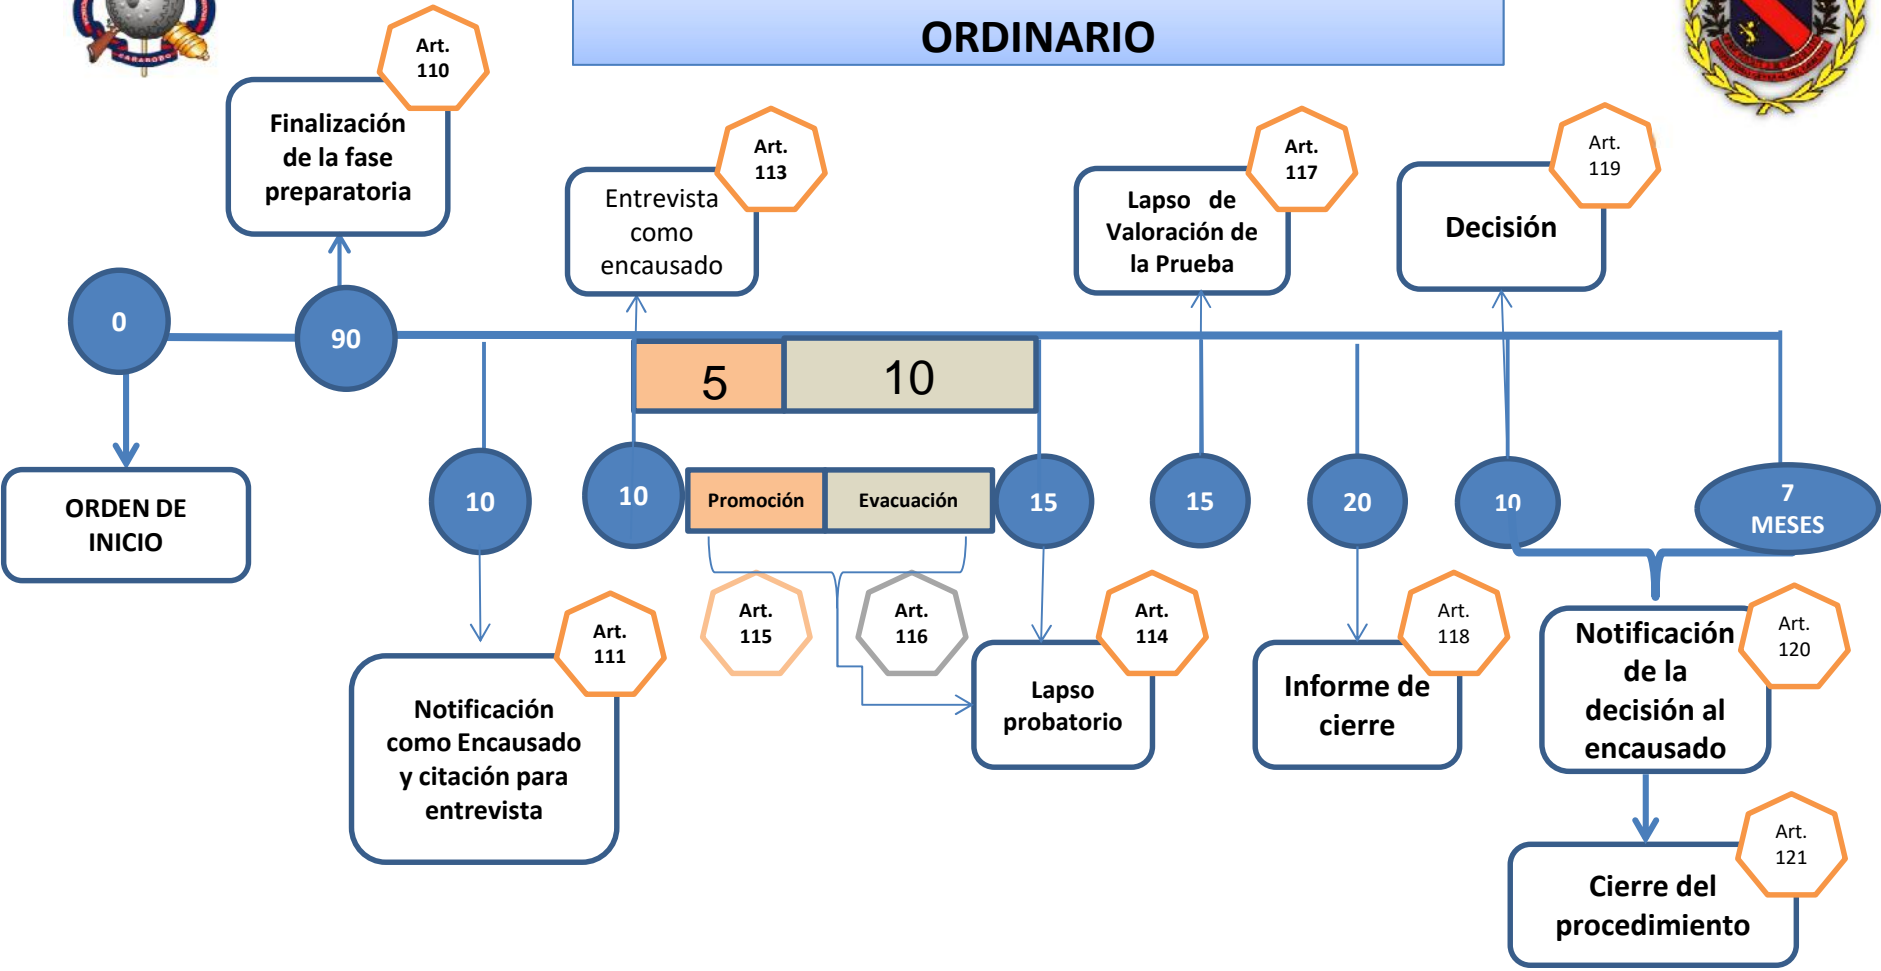 CARABOBO
ORDINARIO
Art.
110
Finalización
de la fase
preparatoria
Art.
113
Entrevista
como
encausado
Art.
117
Lapso de
Valoración de
la Prueba
Art.
119
Decisión
0
90
5
10
10
10
Promoción
Evacuación
15
15
20
10
7
MESES
ORDEN DE
INICIO
Art.
111
Notificación
como Encausado
y citación para
entrevista
Art.
115
Art.
116
Art.
114
Lapso
probatorio
Art.
118
Informe de
cierre
Art.
120
Notificación
de la
decisión al
encausado
Art.
121
Cierre del
procedimiento